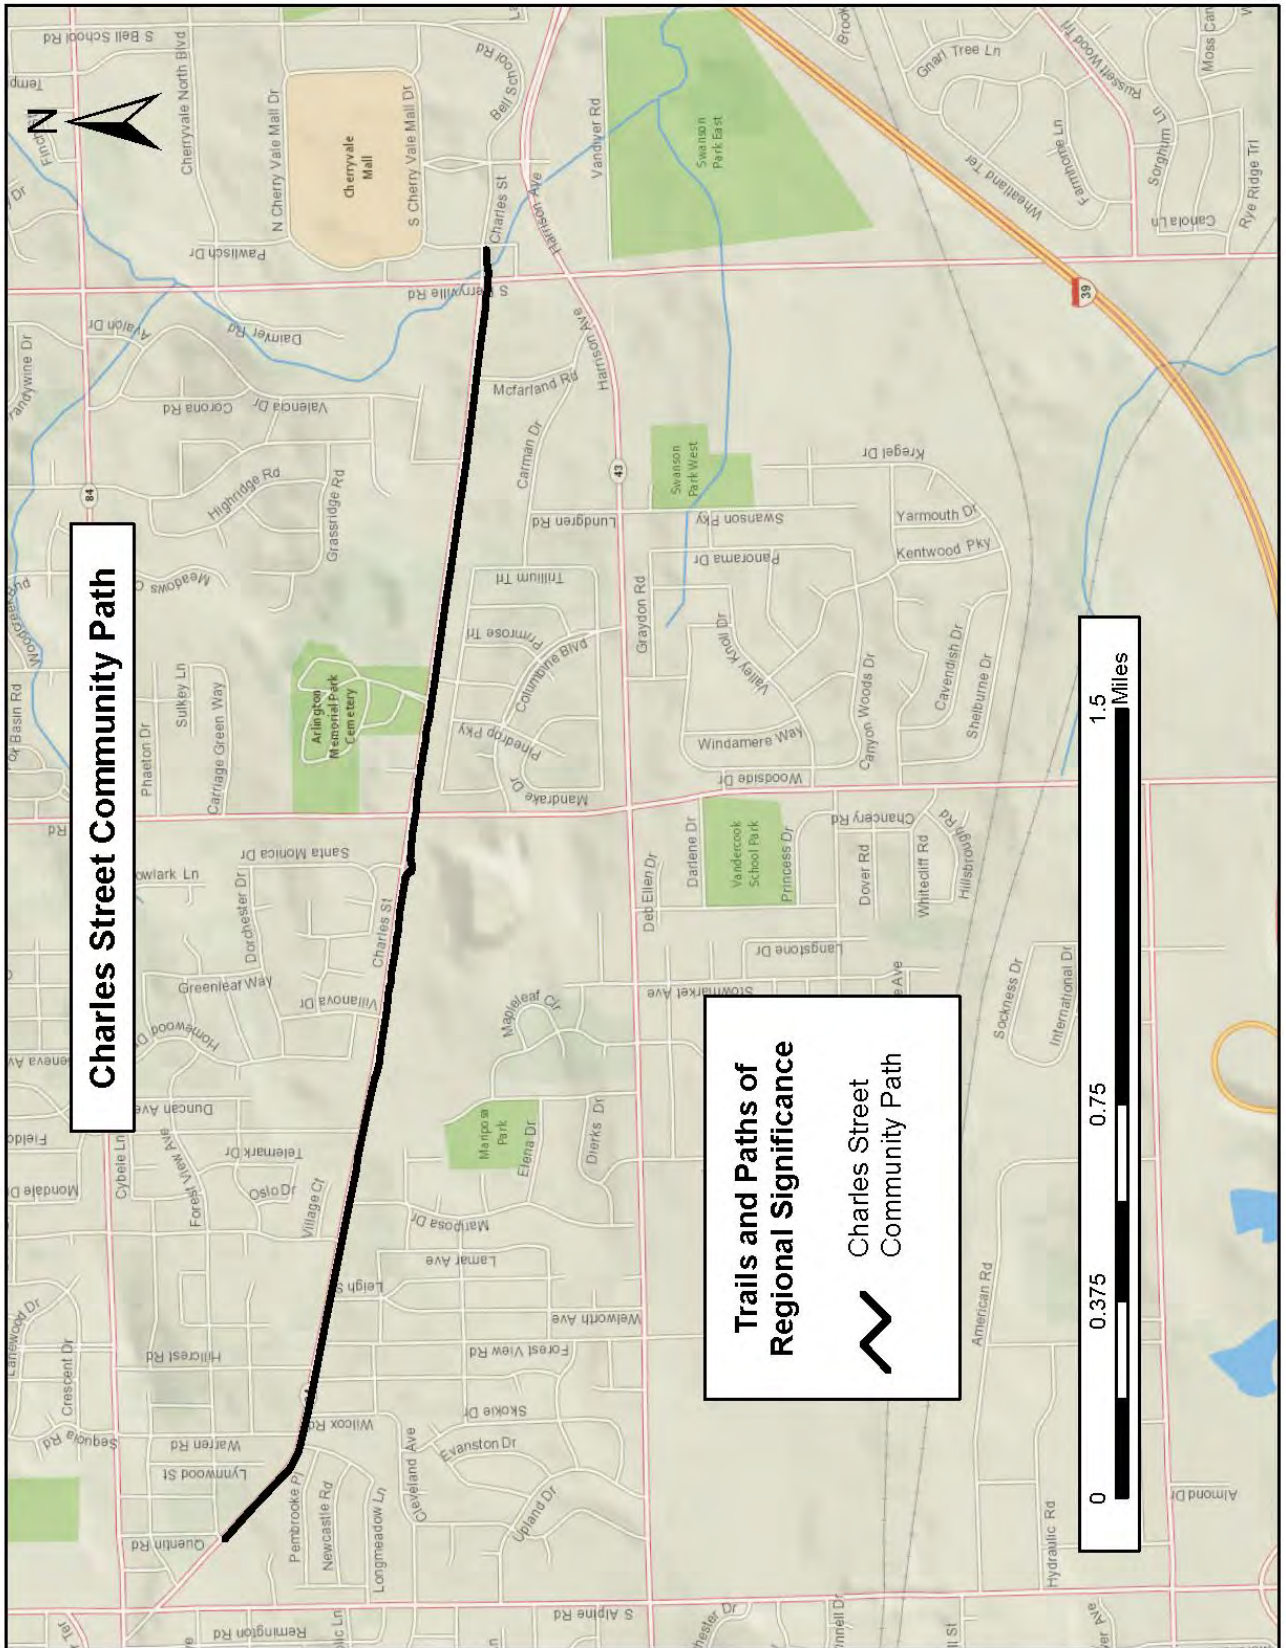 Charles Street Community Path
N
S Bell School Rd
Cherryvale North Blvd
N Cherry Vale Mall Dr
Cherryvale
Mall
S Cherry Vale Mall Dr
Charles St
Harrison Ave
Vandiver Rd
Swanson
Park East
Gnarl Tree Ln
Russett Wood Trl
Wheatland Ter
Farmhome Ln
Sorghum Ln
Canola Ln
Rye Ridge Trl
Pawlisch Dr
39
Avalon Dr
Daimler Rd
Corona Rd
Valencia Dr
Mcfarland Rd
Harrison Ave
Carman Dr
43
84
Highridge Rd
Grassridge Rd
Lundgren Rd
Swanson
Park West
Swanson Pky
Kregel Dr
Yarmouth Dr
Kentwood Pky
Panorama Dr
Trillium Trl
Primrose Trl
Columbine Blvd
Graydon Rd
Valley Knoll Dr
Cavendish Dr
Shelburne Dr
Canyon Woods Dr
Windamere Way
Woodside Dr
Sulkey Ln
Phaeton Dr
Carriage Green Way
Arlington
Memorial Park
Cemetery
Pinedrop Pky
Mandrake Dr
Santa Monica Dr
Dorchester Dr
Charles St
Greenleaf Way
Villanova Dr
Deb Ellen Dr
Darlene Dr
Vandercook
School Park
Princess Dr
Chancery Rd
Dover Rd
Whitecliff Rd
Hillsbrough Rd
Langstone Dr
Stowmarket Ave
Sockness Dr
International Dr
Mapleleaf Cir
Duncan Ave
Telemark Dr
Cybele Ln
Forest View Ave
Oslo Dr
Village Ct
Mariposa
Park
Elena Dr
Dierks Dr
Mariposa Dr
Lamar Ave
Welworth Ave
Forest View Rd
Hillcrest Rd
Crescent Dr
Sequoia Rd
Warren Rd
Lynnwood St
Wilcox Rd
Skokie Dr
Evanston Dr
Cleveland Ave
Upland Dr
Quentin Rd
Pembrooke Pl
Newcastle Rd
Longmeadow Ln
Remington Rd
S Alpine Rd
American Rd
Hydraulic Rd
Almond Dr
Trails and Paths of
Regional Significance
Charles Street
Community Path
0
0.375
0.75
1.5
Miles